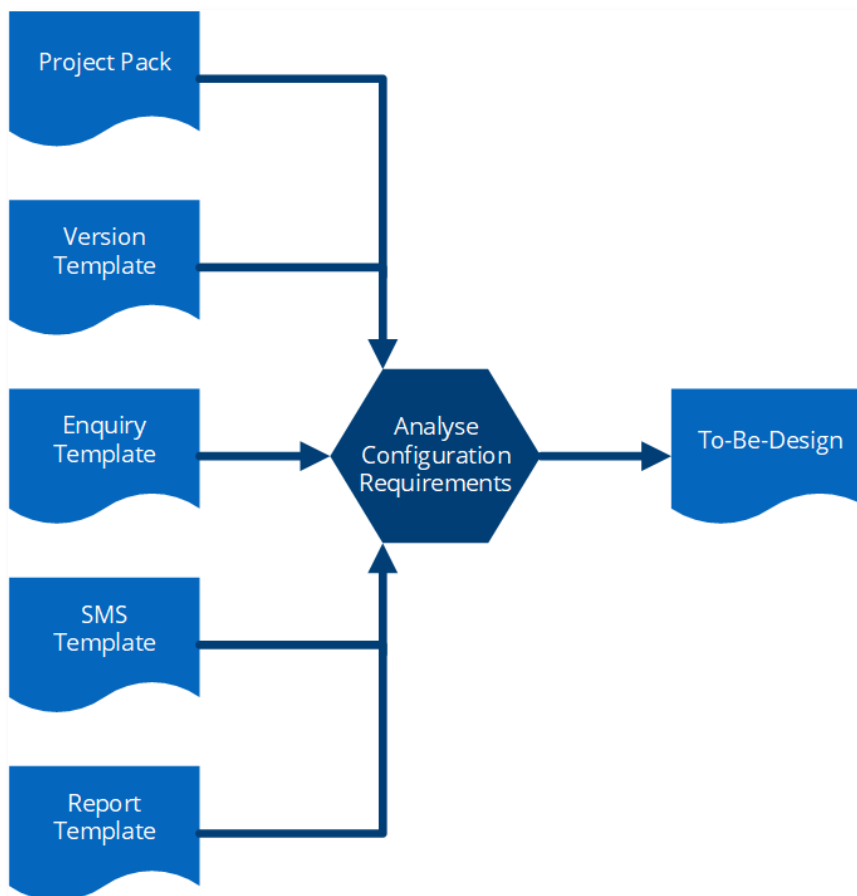 Project Pack
Version
Template
Enquiry
Template
Analyse
Configuration
Requirements
To-Be-Design
SMS
Template
Report
Template